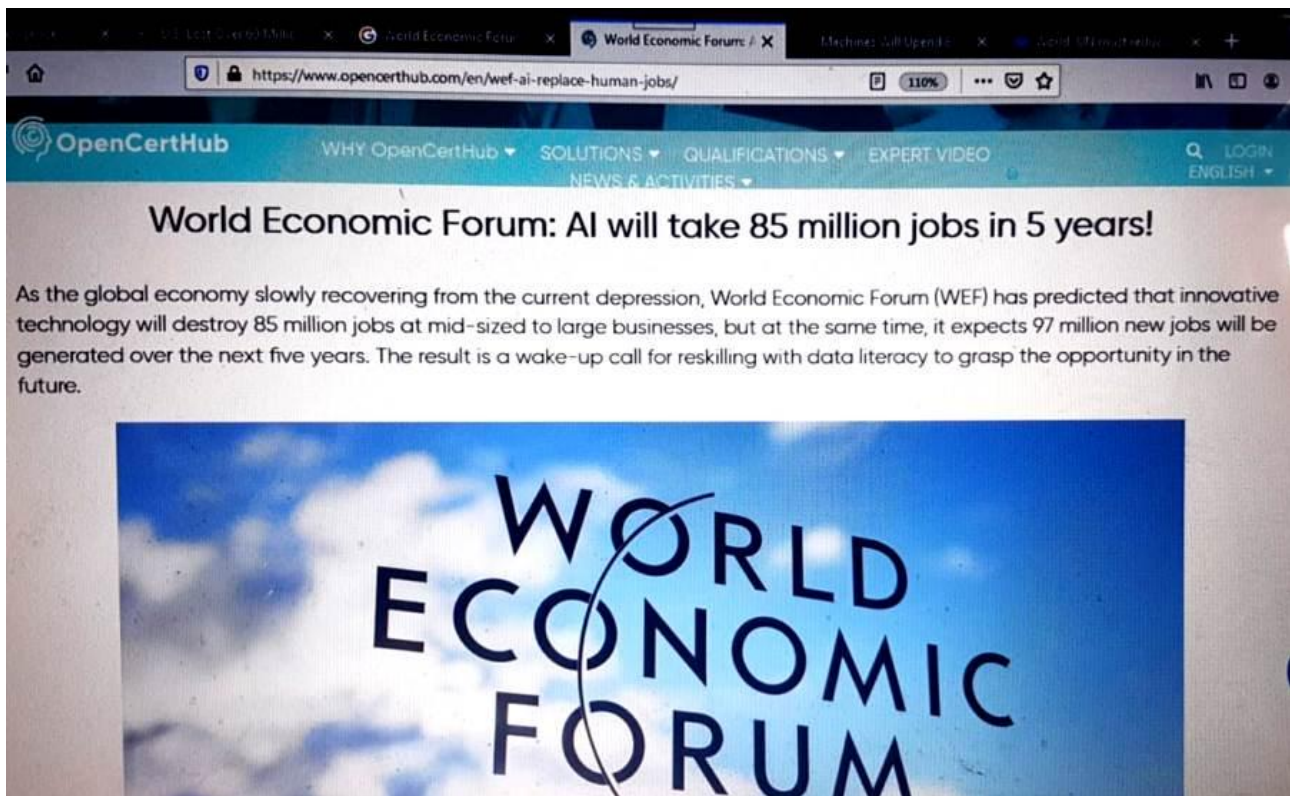 World Economic Forum: / X
https://www.opencerthub.com/en/wef-ai-replace-human-jobs/
110%
OpenCertHub
WHY OpenCertHub SOLUTIONS QUALIFICATIONS EXPERT VIDEO
NEWS & ACTIVITIES
LOGIN
ENGLISH
World Economic Forum: AI will take 85 million jobs in 5 years!
As the global economy slowly recovering from the current depression, World Economic Forum (WEF) has predicted that innovative
technology will destroy 85 million jobs at mid-sized to large businesses, but at the same time, it expects 97 million new jobs will be
generated over the next five years. The result is a wake-up call for reskilling with data literacy to grasp the opportunity in the
future.
WORLD
ECONOMIC
FORUM